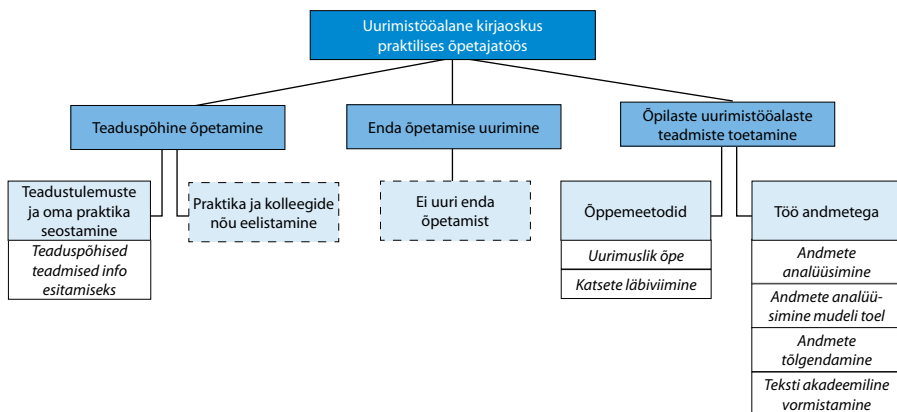 Uurimistööalane kirjaoskus
praktilises õpetajatöös
Teaduspõhine õpetamine
Enda õpetamise uurimine
Õpilaste uurimistööalaste
teadmiste toetamine
Teadustulemuste
ja oma praktika
seostamine
Teaduspõhised
teadmised info
esitamiseks
Praktika ja kolleegide
nõu eelistamine
Ei uuri enda
õpetamist
Õppemeetodid
Uurimuslik õpe
Katsete läbiviimine
Töö andmetega
Andmete
analüüsimine
Andmete analüü-
simine mudeli toel
Andmete
tõlgendamine
Teksti akadeemiline
vormistamine